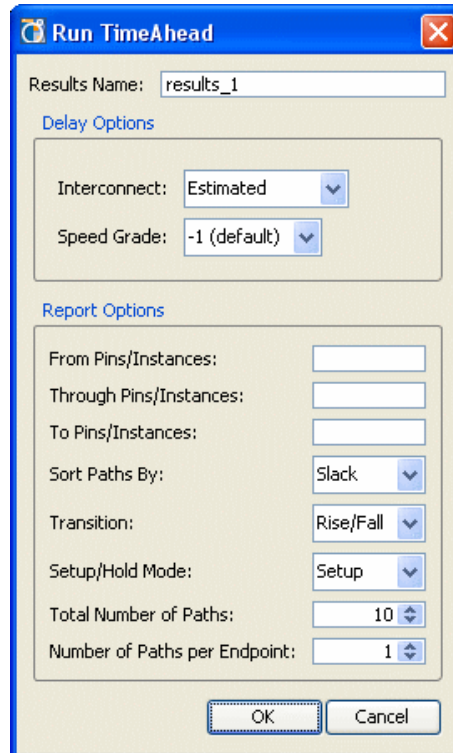 Run TimeAhead
Results Name: results_1
Delay Options
Interconnect: Estimated
Speed Grade: -1 (default)
Report Options
From Pins/Instances:
Through Pins/Instances:
To Pins/Instances:
Sort Paths By: Slack
Transition: Rise/Fall
Setup/Hold Mode: Setup
Total Number of Paths: 10
Number of Paths per Endpoint: 1
OK Cancel